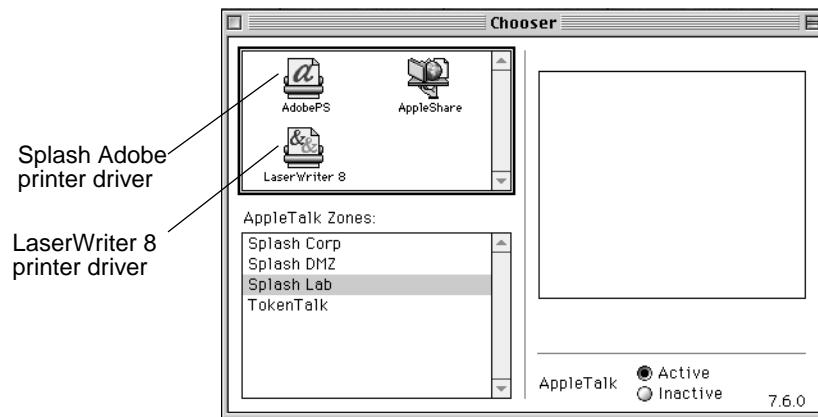 Chooser
AdobePS
AppleShare
LaserWriter 8
Splash Adobe
printer driver
LaserWriter 8
printer driver
AppleTalk Zones:
Splash Corp
Splash DMZ
Splash Lab
TokenTalk
AppleTalk
Active
Inactive
7.6.0